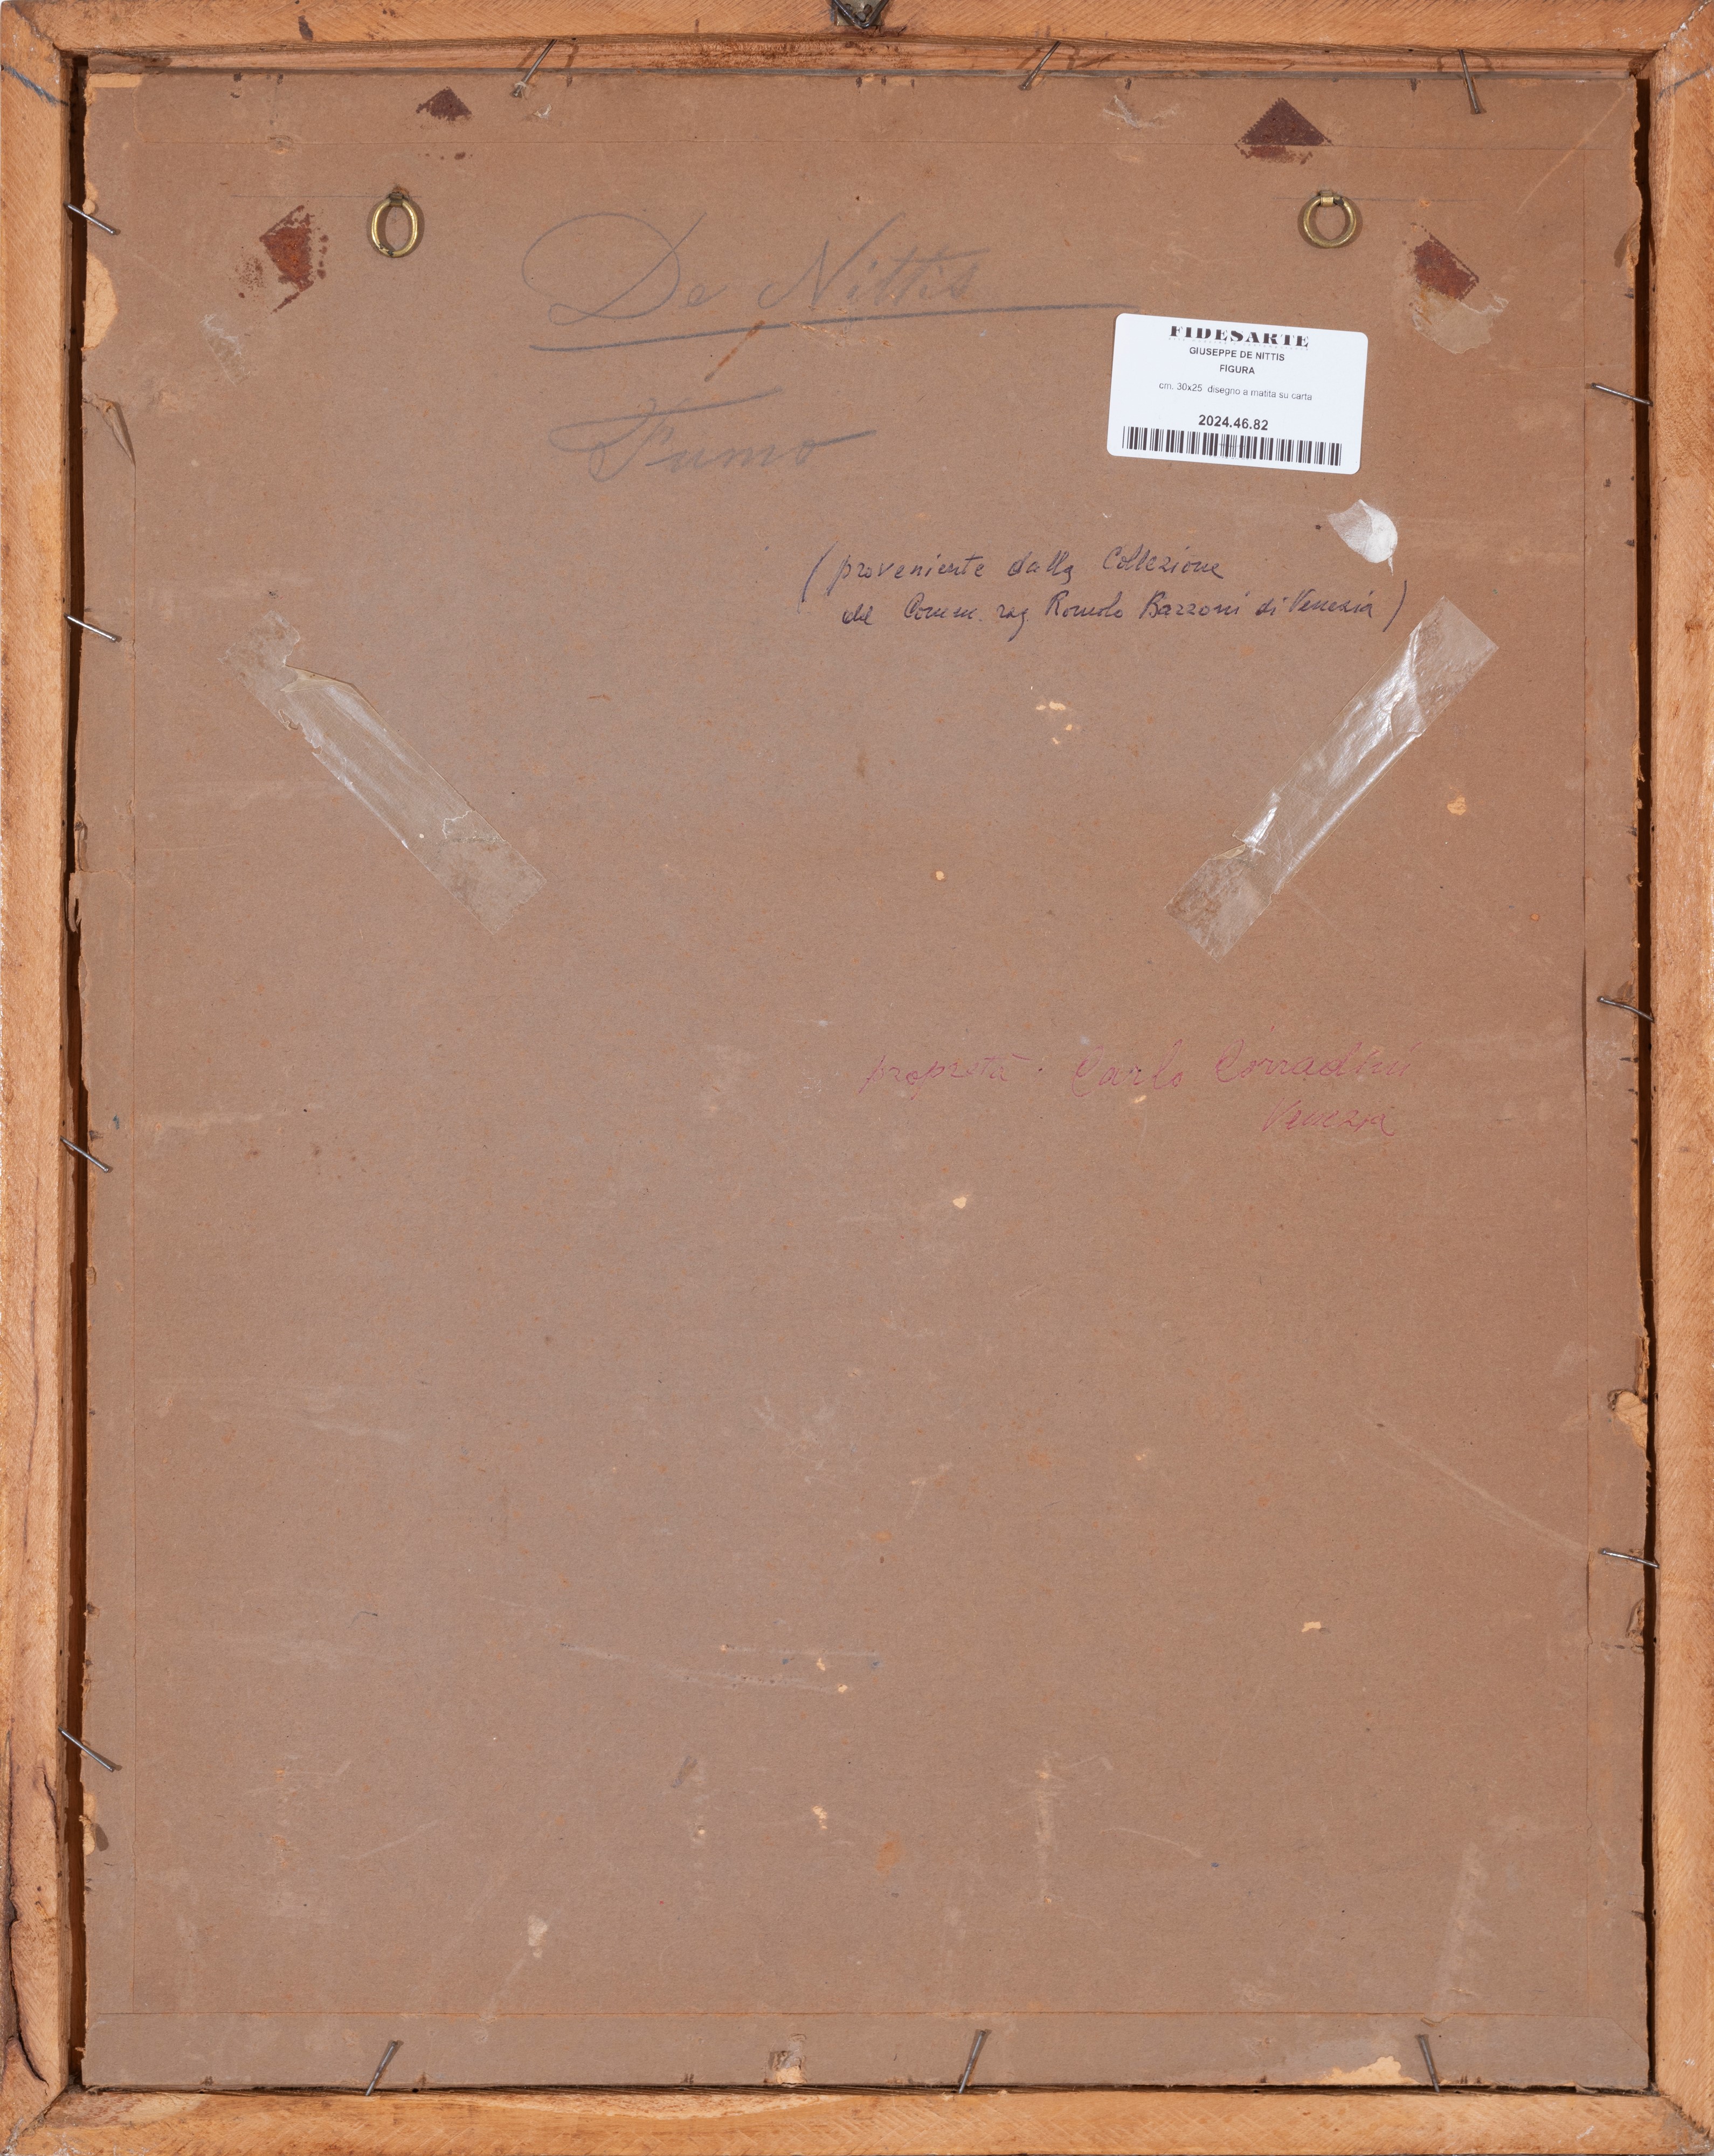 De Nittis
Fumo
FIDESARTE
GIUSEPPE DE NITTIS
FIGURA
cm. 30x25 disegno a matita su carta
2024.46.82
(proveniente dalla Collezione
del Comm. rag Romolo Bazzoni di Venezia)
propretà. Carlo Corradini
Venezia